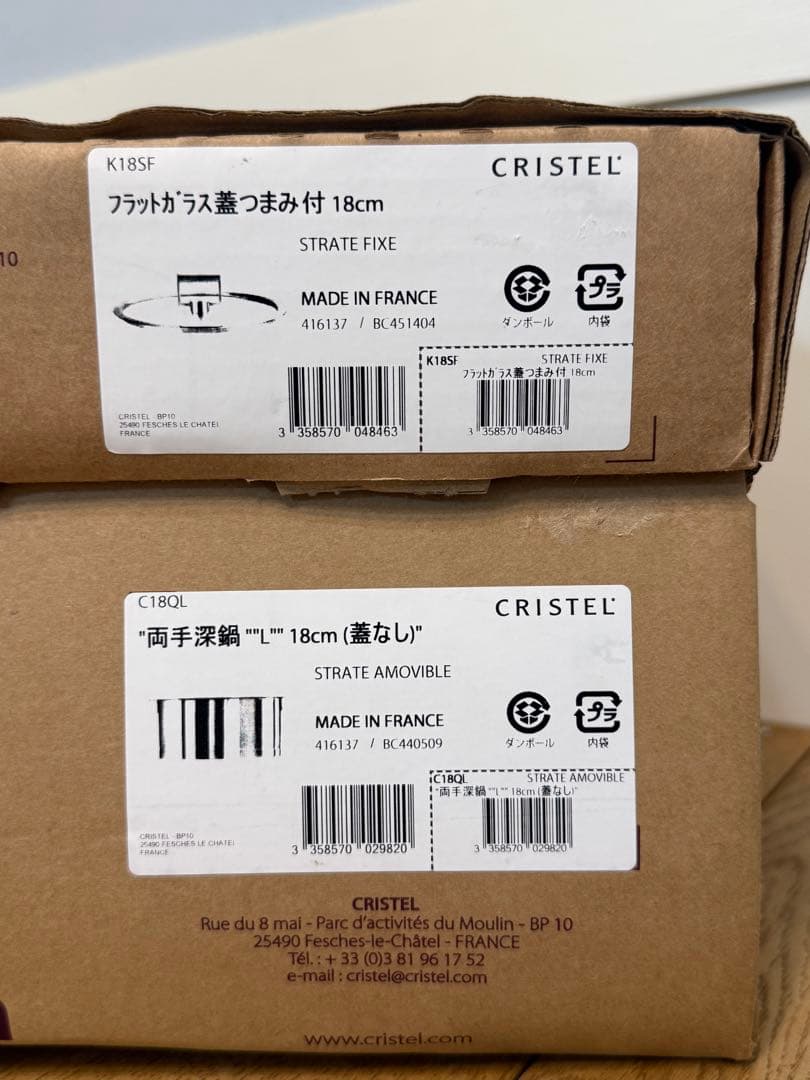 K18SF
CRISTEL
フラットガラス蓋つまみ付 18cm
STRATE FIXE
MADE IN FRANCE
416137 / BC451404
ダンボール
プラ
内袋
CRISTEL - BP10
25490 FESCHES LE CHATEL
FRANCE
3 358570 048463
K18SF STRATE FIXE
フラットガラス蓋つまみ付 18cm
3 358570 048463
10
C18QL
CRISTEL
"両手深鍋 ""L"" 18cm (蓋なし)"
STRATE AMOVIBLE
MADE IN FRANCE
416137 / BC440509
ダンボール
プラ
内袋
CRISTEL - BP10
25490 FESCHES LE CHATEL
FRANCE
3 358570 029820
C18QL STRATE AMOVIBLE
"両手深鍋 ""L"" 18cm (蓋なし)"
3 358570 029820
CRISTEL
Rue du 8 mai - Parc d'activités du Moulin - BP 10
25490 Fesches-le-Châtel - FRANCE
Tél. : + 33 (0)3 81 96 17 52
e-mail : cristel@cristel.com
www.cristel.com